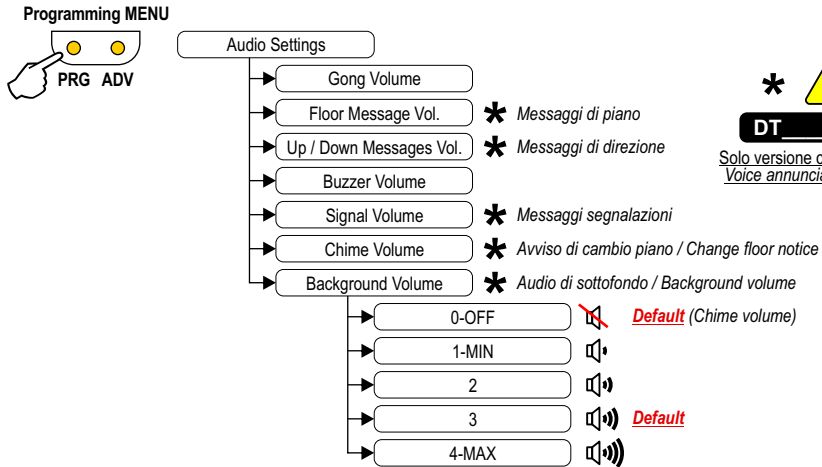 Programming MENU
PRG ADV
Audio Settings
Gong Volume
Floor Message Vol. * Messaggi di piano
Up / Down Messages Vol. * Messaggi di direzione
Buzzer Volume
Signal Volume * Messaggi segnalazioni
Chime Volume * Avviso di cambio piano / Change floor notice
Background Volume * Audio di sottofondo / Background volume
0-OFF Default (Chime volume)
1-MIN
2
3 Default
4-MAX
*
DT____
Solo versione
Voice